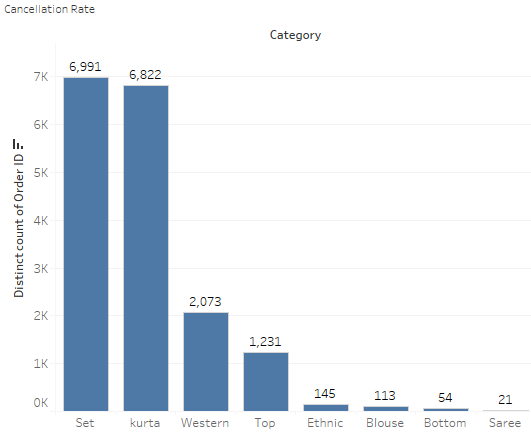 Cancellation Rate
Category
Distinct count of Order ID
7K
6K
5K
4K
3K
2K
1K
0K
6,991
6,822
2,073
1,231
145
113
54
21
Set
kurta
Western
Top
Ethnic
Blouse
Bottom
Saree